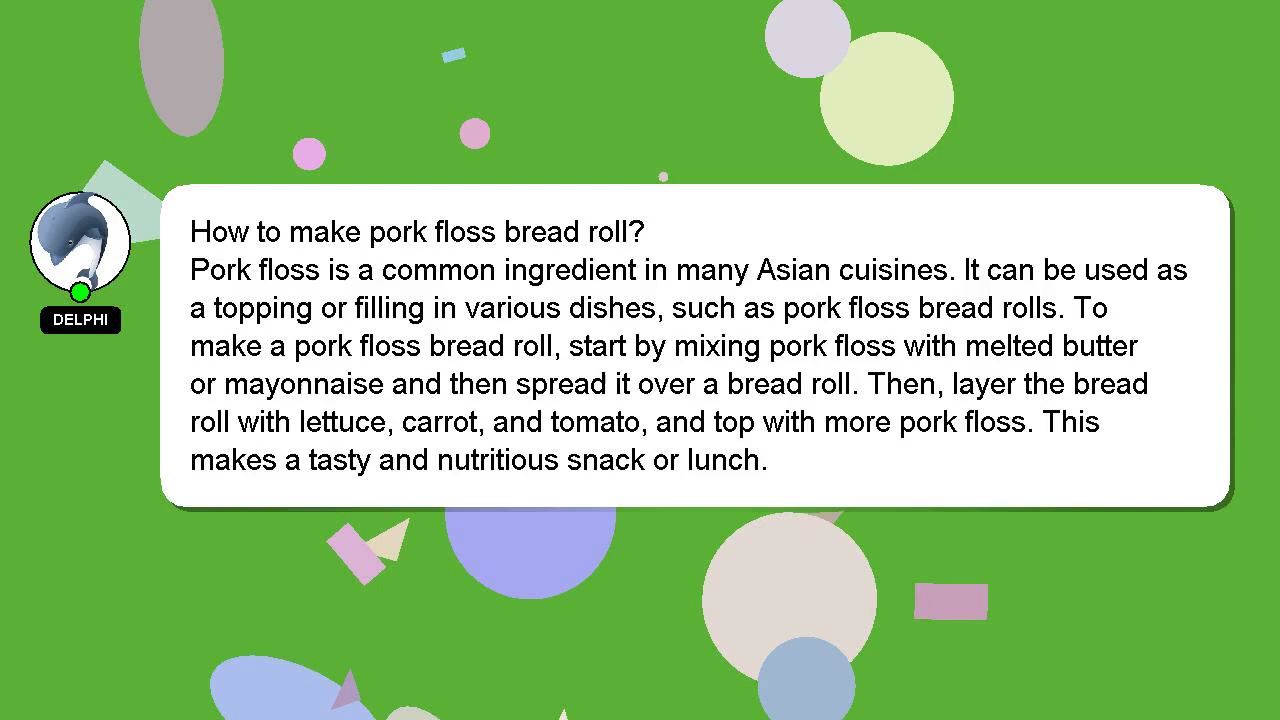 How to make pork floss bread roll?
Pork floss is a common ingredient in many Asian cuisines. It can be used as
a topping or filling in various dishes, such as pork floss bread rolls. To
make a pork floss bread roll, start by mixing pork floss with melted butter
or mayonnaise and then spread it over a bread roll. Then, layer the bread
roll with lettuce, carrot, and tomato, and top with more pork floss. This
makes a tasty and nutritious snack or lunch.
DELPHI